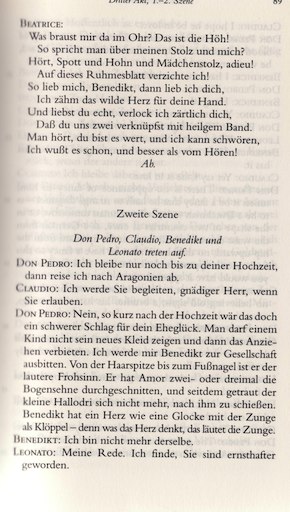 Dritter Akt, 1.–2. Szene 89
BEATRICE:
Was braust mir da im Ohr? Das ist die Höh!
So spricht man über meinen Stolz und mich?
Hört, Spott und Hohn und Mädchenstolz, adieu!
Auf dieses Ruhmesblatt verzichte ich!
So lieb mich, Benedikt, dann lieb ich dich,
Ich zähm das wilde Herz für deine Hand.
Und liebst du echt, verlock ich zärtlich dich,
Daß du uns zwei verknüpfst mit heilgem Band.
Man hört, du bist es wert, und ich kann schwören,
Ich wußt es schon, und besser als vom Hören!
Ab.
Zweite Szene
Don Pedro, Claudio, Benedikt und
Leonato treten auf.
DON PEDRO: Ich bleibe nur noch bis zu deiner Hochzeit,
dann reise ich nach Aragonien ab.
CLAUDIO: Ich werde Sie begleiten, gnädiger Herr, wenn
Sie erlauben.
DON PEDRO: Nein, so kurz nach der Hochzeit wär das doch
ein schwerer Schlag für dein Eheglück. Man darf einem
Kind nicht sein neues Kleid zeigen und dann das Anzie-
hen verbieten. Ich werde mir Benedikt zur Gesellschaft
ausbitten. Von der Haarspitze bis zum Fußnagel ist er der
lautere Frohsinn. Er hat Amor zwei- oder dreimal die
Bogensehne durchgeschnitten, und seitdem getraut der
kleine Hallodri sich nicht mehr, nach ihm zu schießen.
Benedikt hat ein Herz wie eine Glocke mit der Zunge
als Klöppel – denn was das Herz denkt, das läutet die Zunge.
BENEDIKT: Ich bin nicht mehr derselbe.
LEONATO: Meine Rede. Ich finde, Sie sind ernsthafter
geworden.